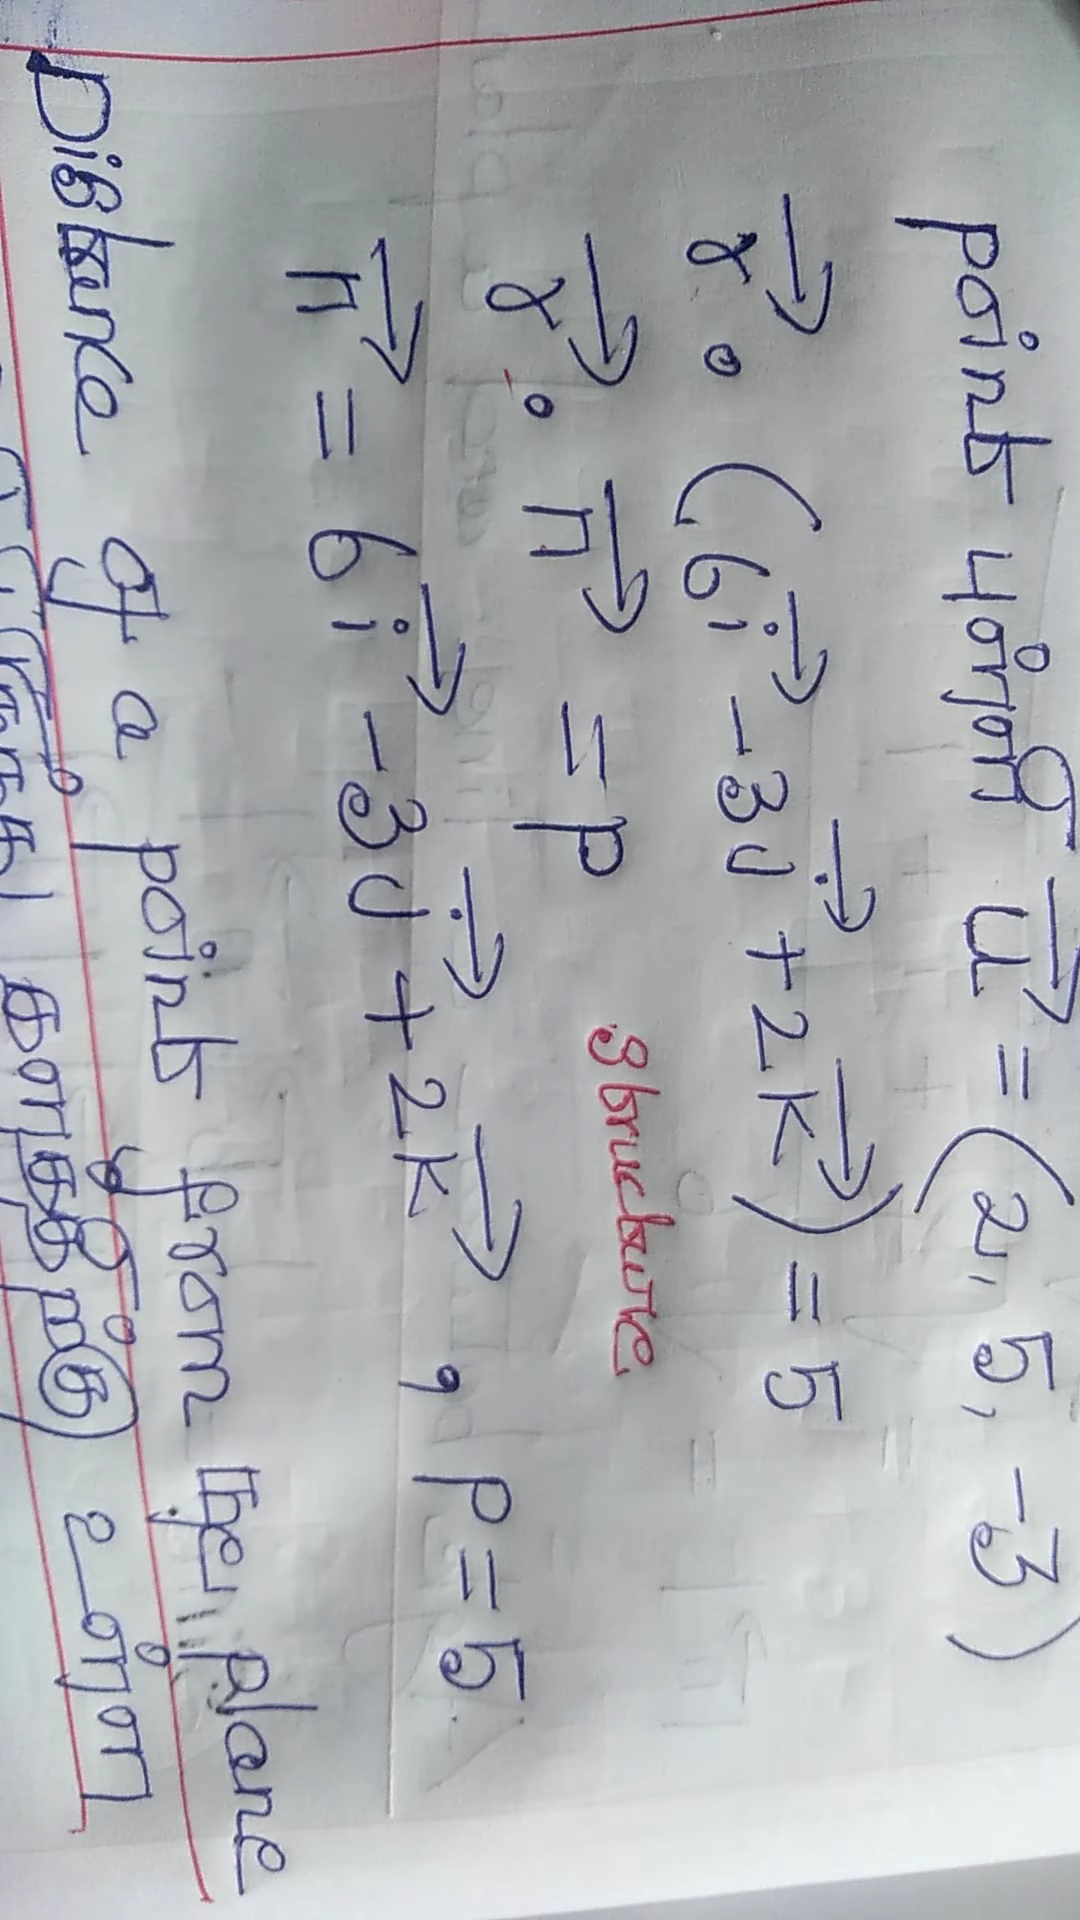 point புள்ளி u⃗ = (2, 5, -3)
r⃗ . (6i⃗ - 3j⃗ + 2k⃗) = 5
r⃗ . n⃗ = p structure
n⃗ = 6i⃗ - 3j⃗ + 2k⃗ , p = 5
Distance of a point from the plane
உள்ள